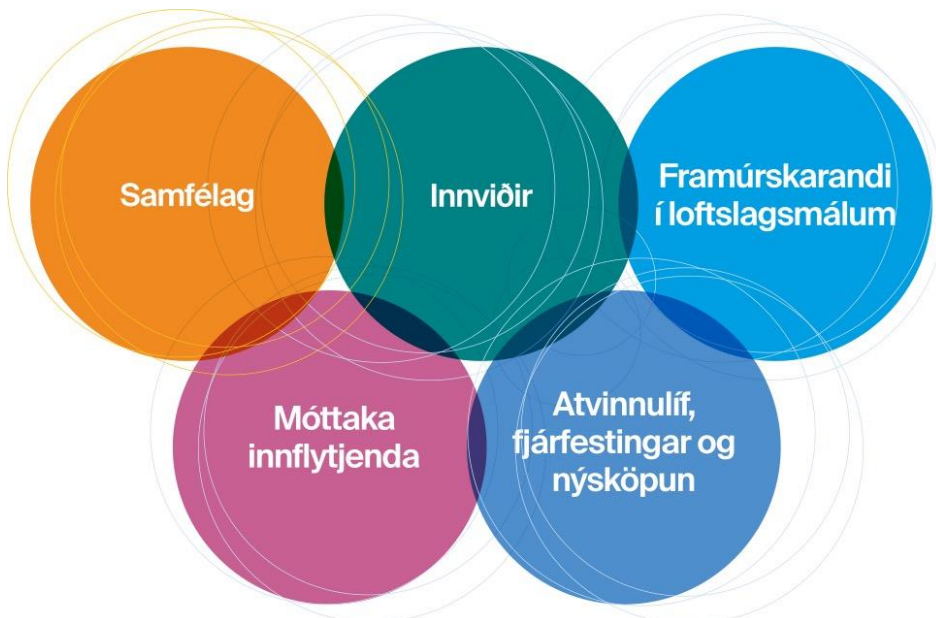 Samfélag
Innviðir
Framúrskarandi
í loftslagsmálum
Móttaka
innflytjenda
Atvinnulíf,
fjárfestingar og
nýsköpun